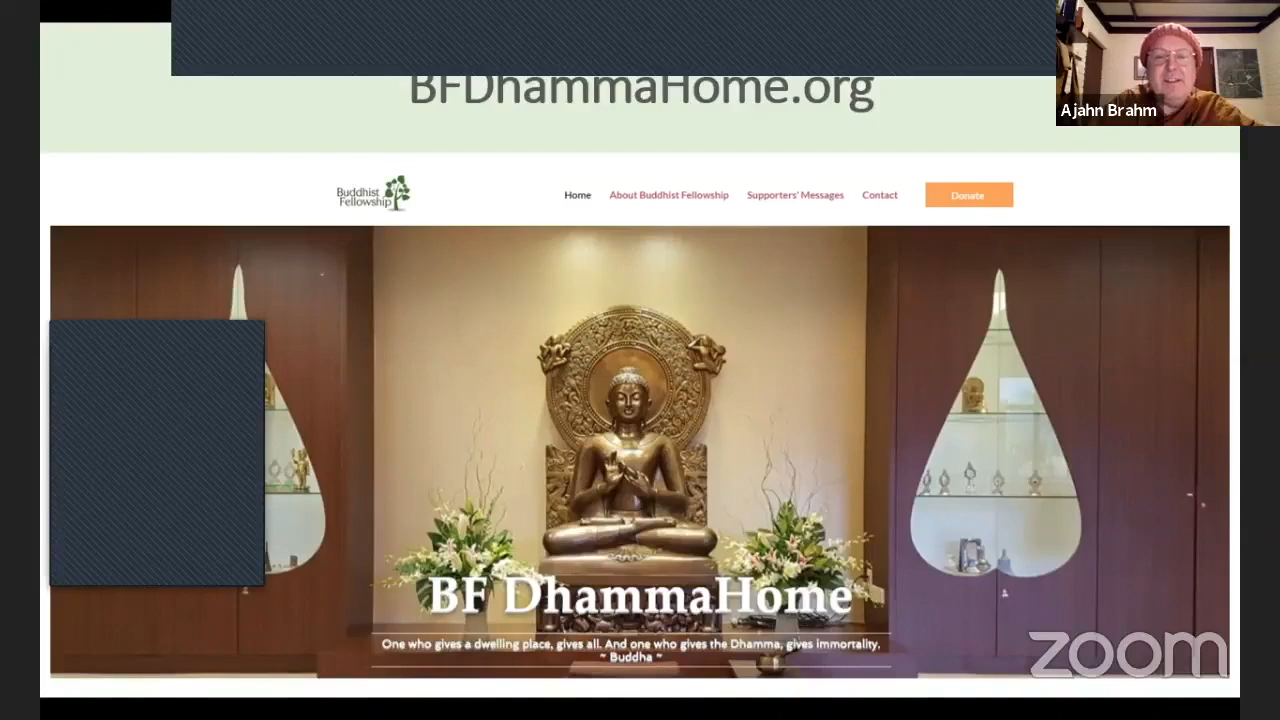 BFDhammaHome.org
Ajahn Brahm
Buddhist
Fellowship
Home
About Buddhist Fellowship
Supporters' Messages
Contact
Donate
BF DhammaHome
One who gives a dwelling place, gives all. And one who gives the Dhamma, gives immortality.
~ Buddha ~
zoom